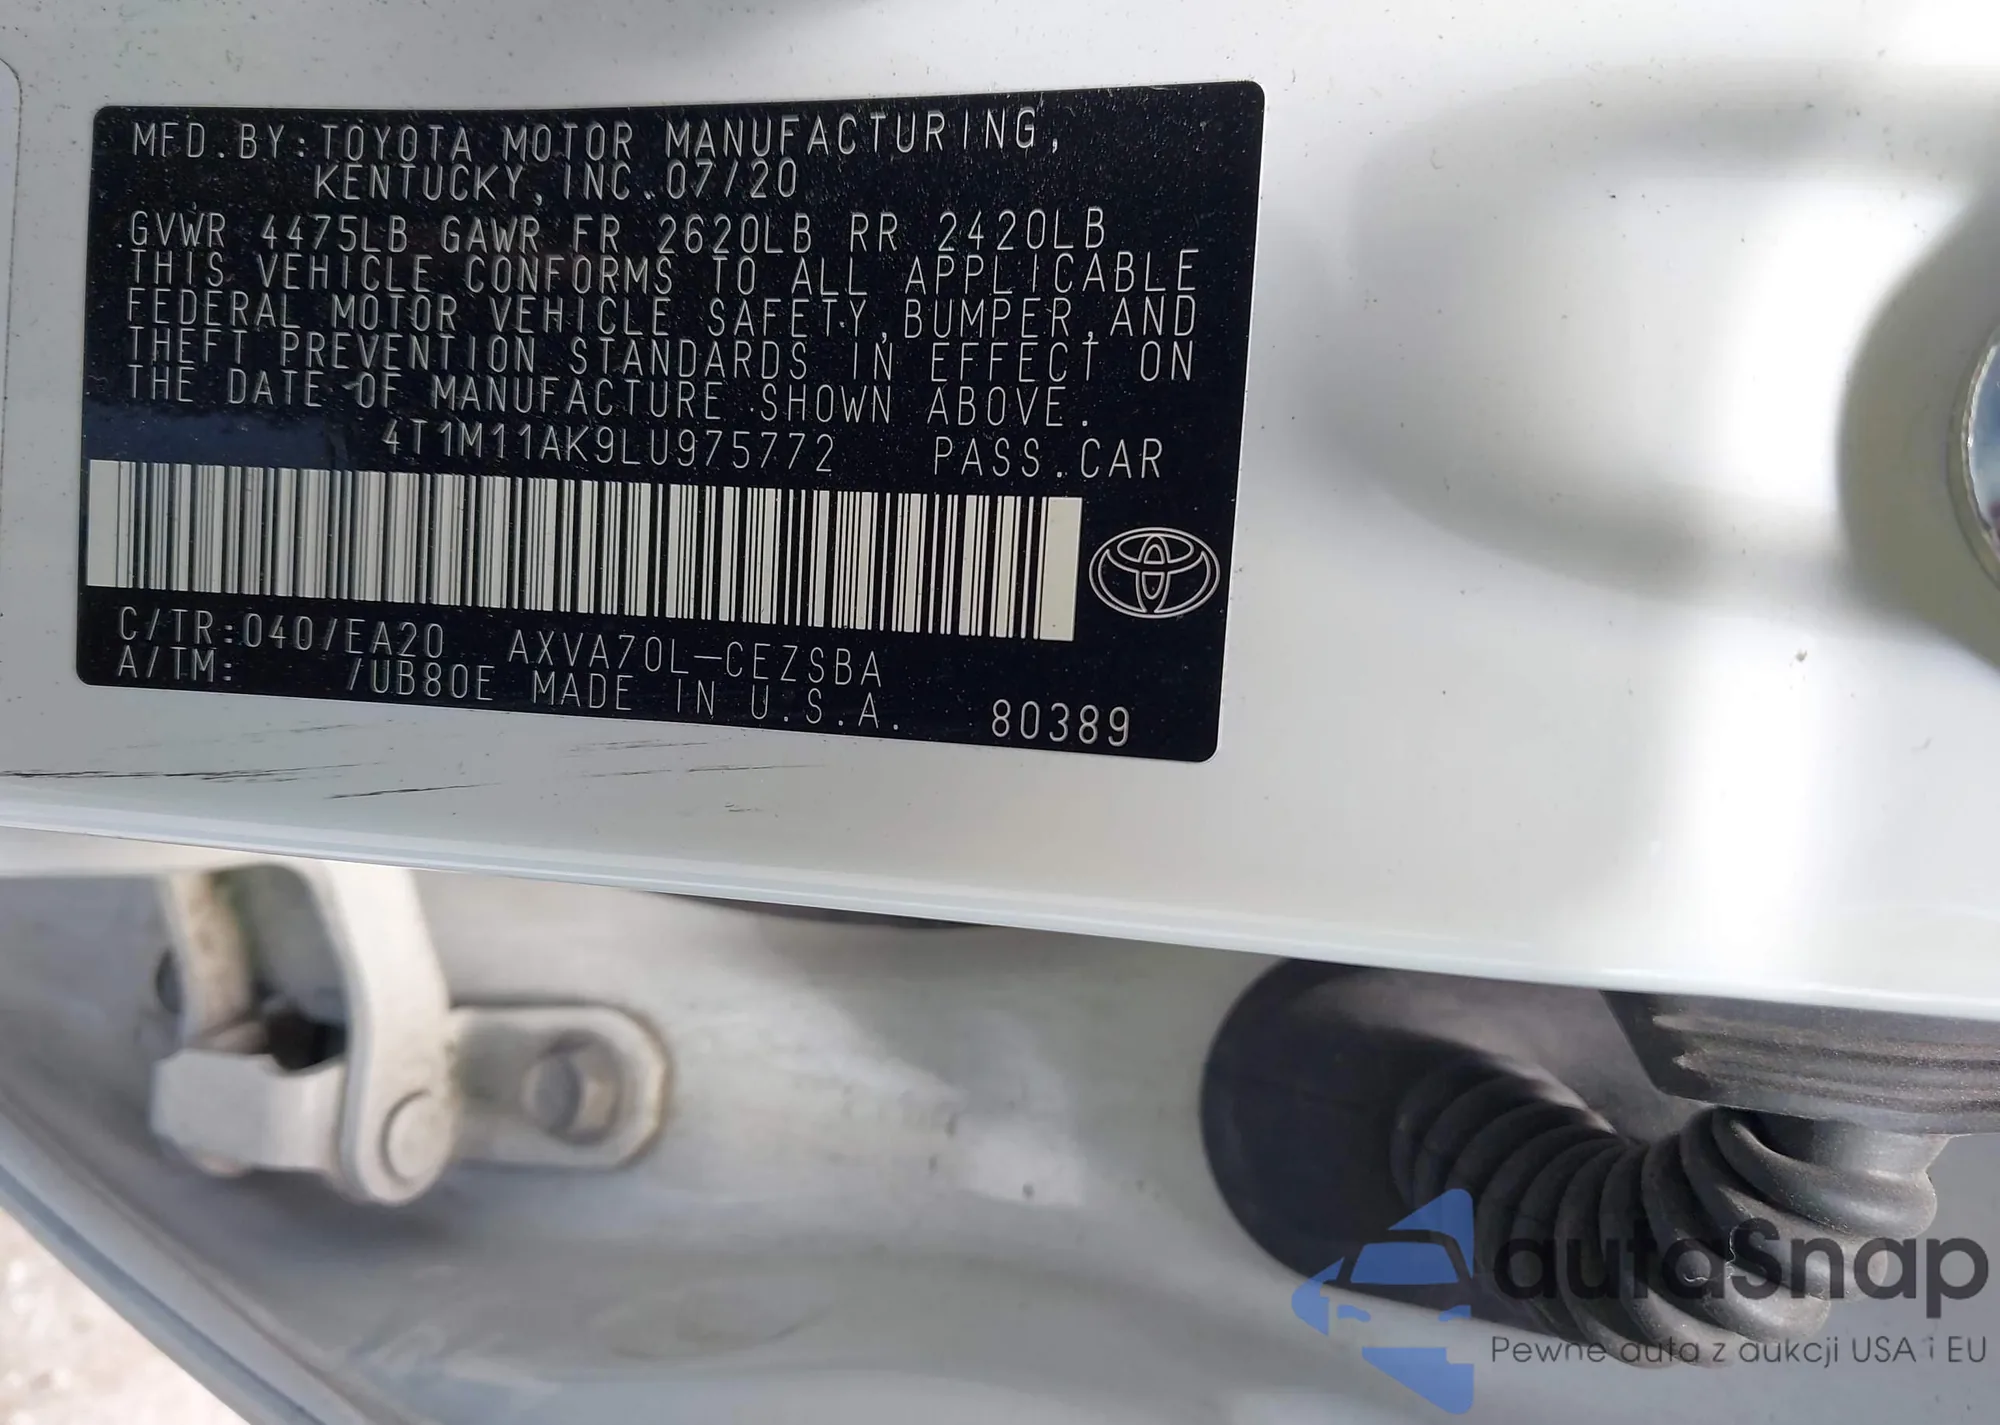 MFD.BY:TOYOTA MOTOR MANUFACTURING,
KENTUCKY,INC.07/20
GVWR 4475LB GAWR FR 2620LB RR 2420LB
THIS VEHICLE CONFORMS TO ALL APPLICABLE
FEDERAL MOTOR VEHICLE SAFETY,BUMPER,AND
THEFT PREVENTION STANDARDS IN EFFECT ON
THE DATE OF MANUFACTURE SHOWN ABOVE.
4T1M11AK9LU975772 PASS.CAR
C/TR:040/EA20 AXVA70L-CEZSBA
A/TM: /UB80E MADE IN U.S.A. 80389
autaSnap
Pewne auta z aukcji USA i EU